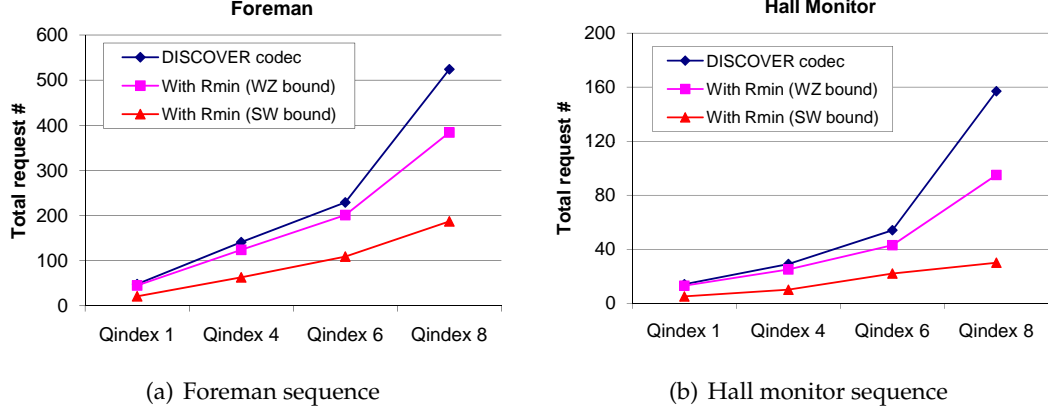 Foreman
Total request #
600
500
400
300
200
100
0
DISCOVER codec
With Rmin (WZ bound)
With Rmin (SW bound)
Qindex 1 Qindex 4 Qindex 6 Qindex 8
(a) Foreman sequence
Hall Monitor
Total request #
200
160
120
80
40
0
DISCOVER codec
With Rmin (WZ bound)
With Rmin (SW bound)
Qindex 1 Qindex 4 Qindex 6 Qindex 8
(b) Hall monitor sequence